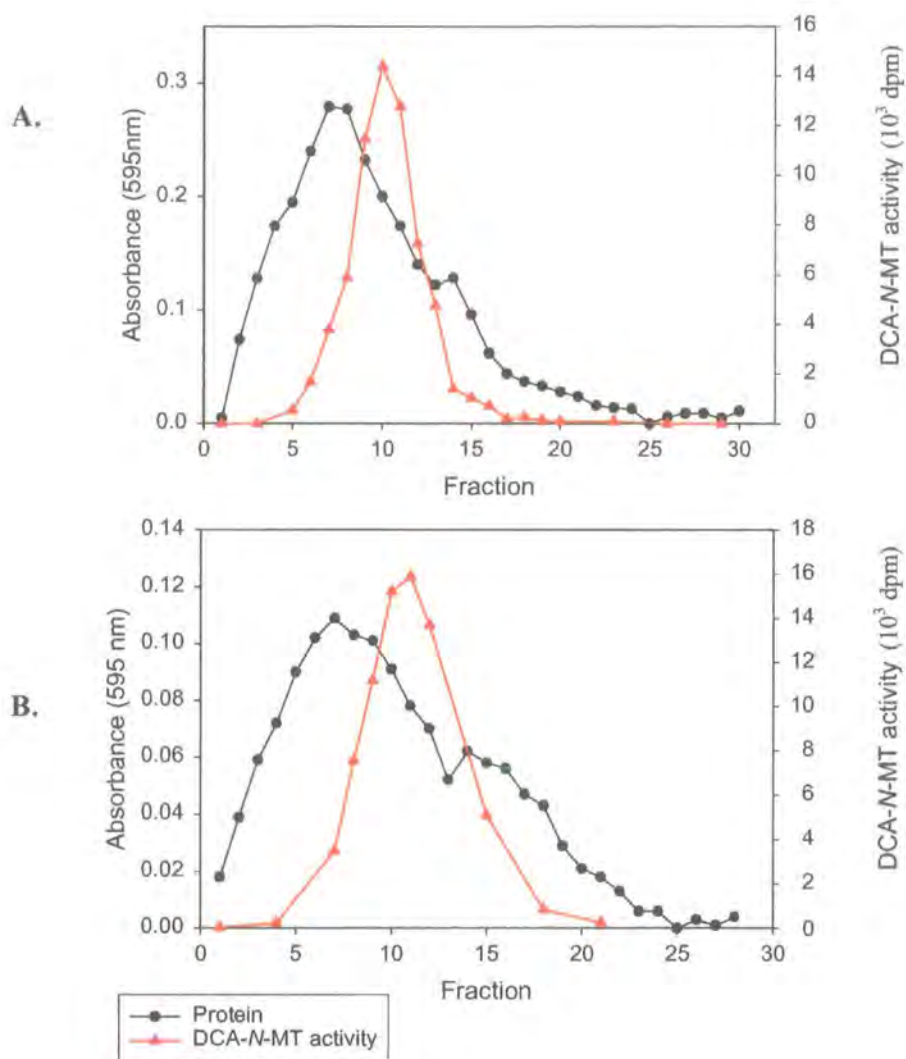 A.
Absorbance (595nm)
0.3
0.2
0.1
0.0
16
14
12
10
8
6
4
2
0
DCA-N-MT activity (10³ dpm)
0 5 10 15 20 25 30
Fraction
B.
Absorbance (595 nm)
0.14
0.12
0.10
0.08
0.06
0.04
0.02
0.00
18
16
14
12
10
8
6
4
2
0
DCA-N-MT activity (10³ dpm)
0 5 10 15 20 25 30
Fraction
Protein
DCA-N-MT activity